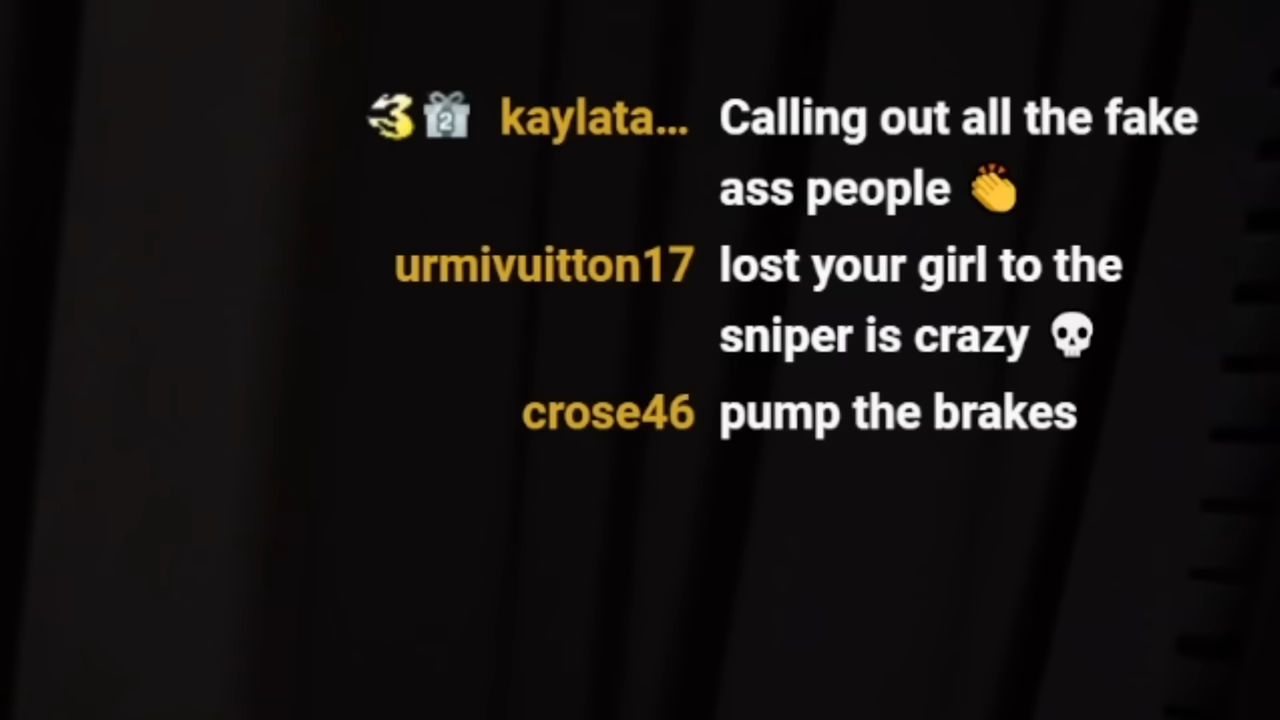 kaylata... Calling out all the fake
ass people 👏
urmivuitton17 lost your girl to the
sniper is crazy 💀
crose46 pump the brakes